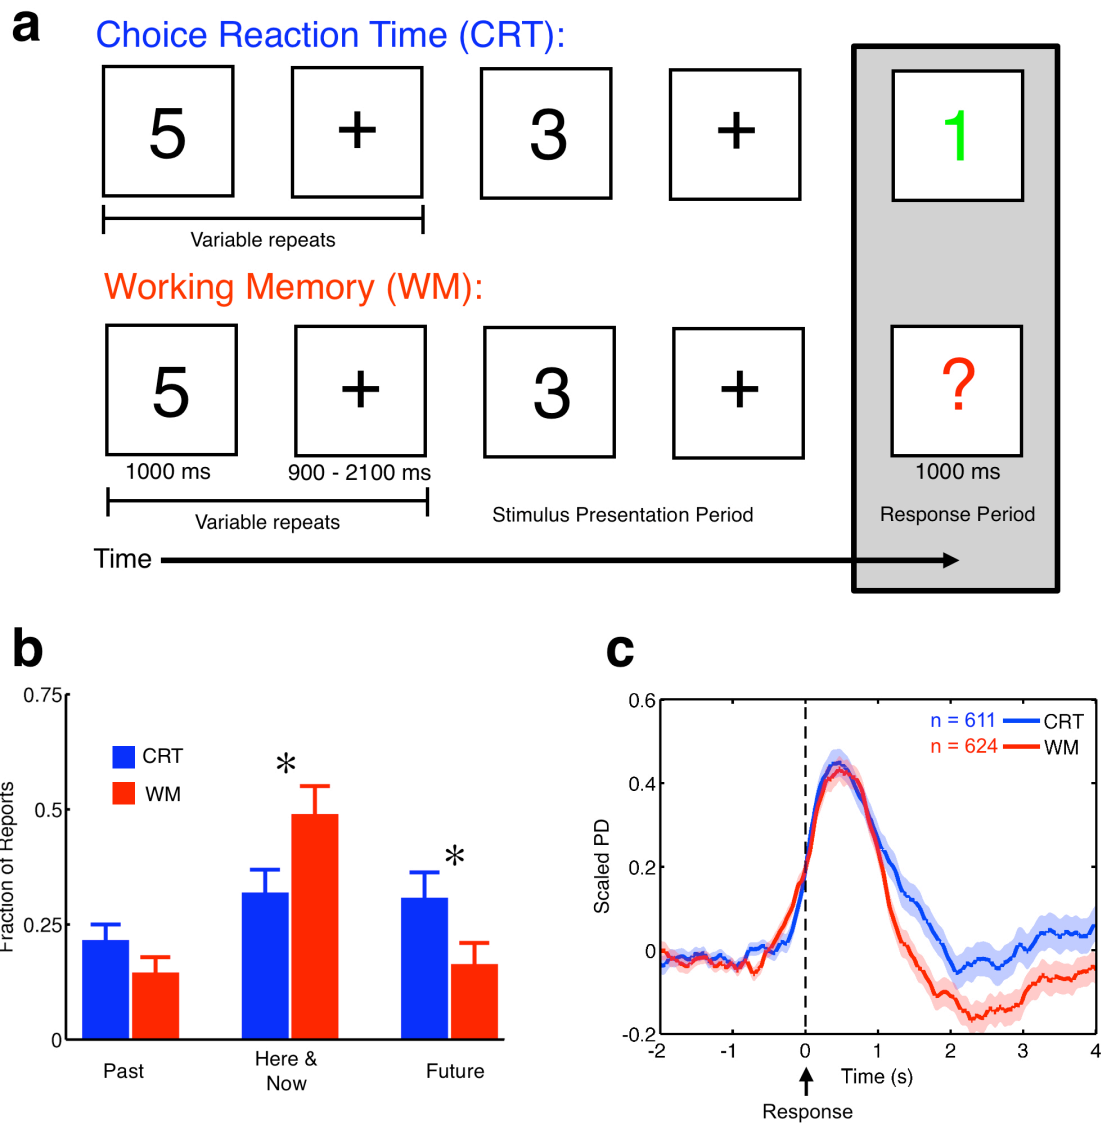 a
Choice Reaction Time (CRT):
5 + 3 + 1
Variable repeats
Working Memory (WM):
5 + 3 + ?
1000 ms 900 - 2100 ms 1000 ms
Variable repeats Stimulus Presentation Period Response Period
Time
b
Fraction of Reports
0.75
0.5
0.25
0
CRT
WM
*
*
Past
Here &
Now
Future
c
Scaled PD
0.6
0.4
0.2
0
-0.2
n = 611 CRT
n = 624 WM
-2 -1 0 1 2 3 4
Time (s)
Response